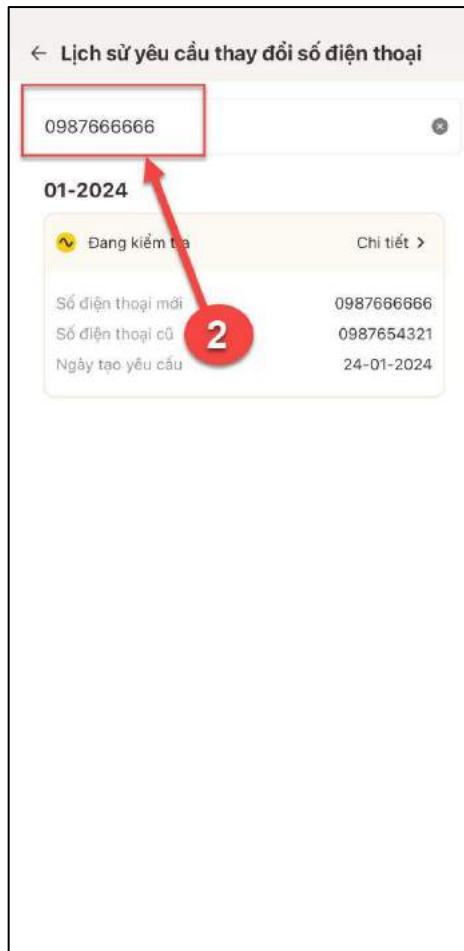 ← Lịch sử yêu cầu thay đổi số điện thoại
0987666666
01-2024
Đang kiểm tra Chi tiết >
Số điện thoại mới 0987666666
Số điện thoại cũ 0987654321
Ngày tạo yêu cầu 24-01-2024
2